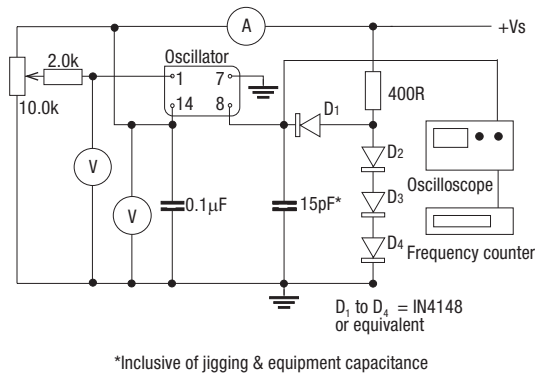 A
+Vs
Oscillator
2.0k
1
7
400R
10.0k
14
8
D1
D2
V
Oscilloscope
V
0.1µF
15pF*
D3
D4
Frequency counter
D1 to D4 = IN4148
or equivalent
*Inclusive of jigging & equipment capacitance